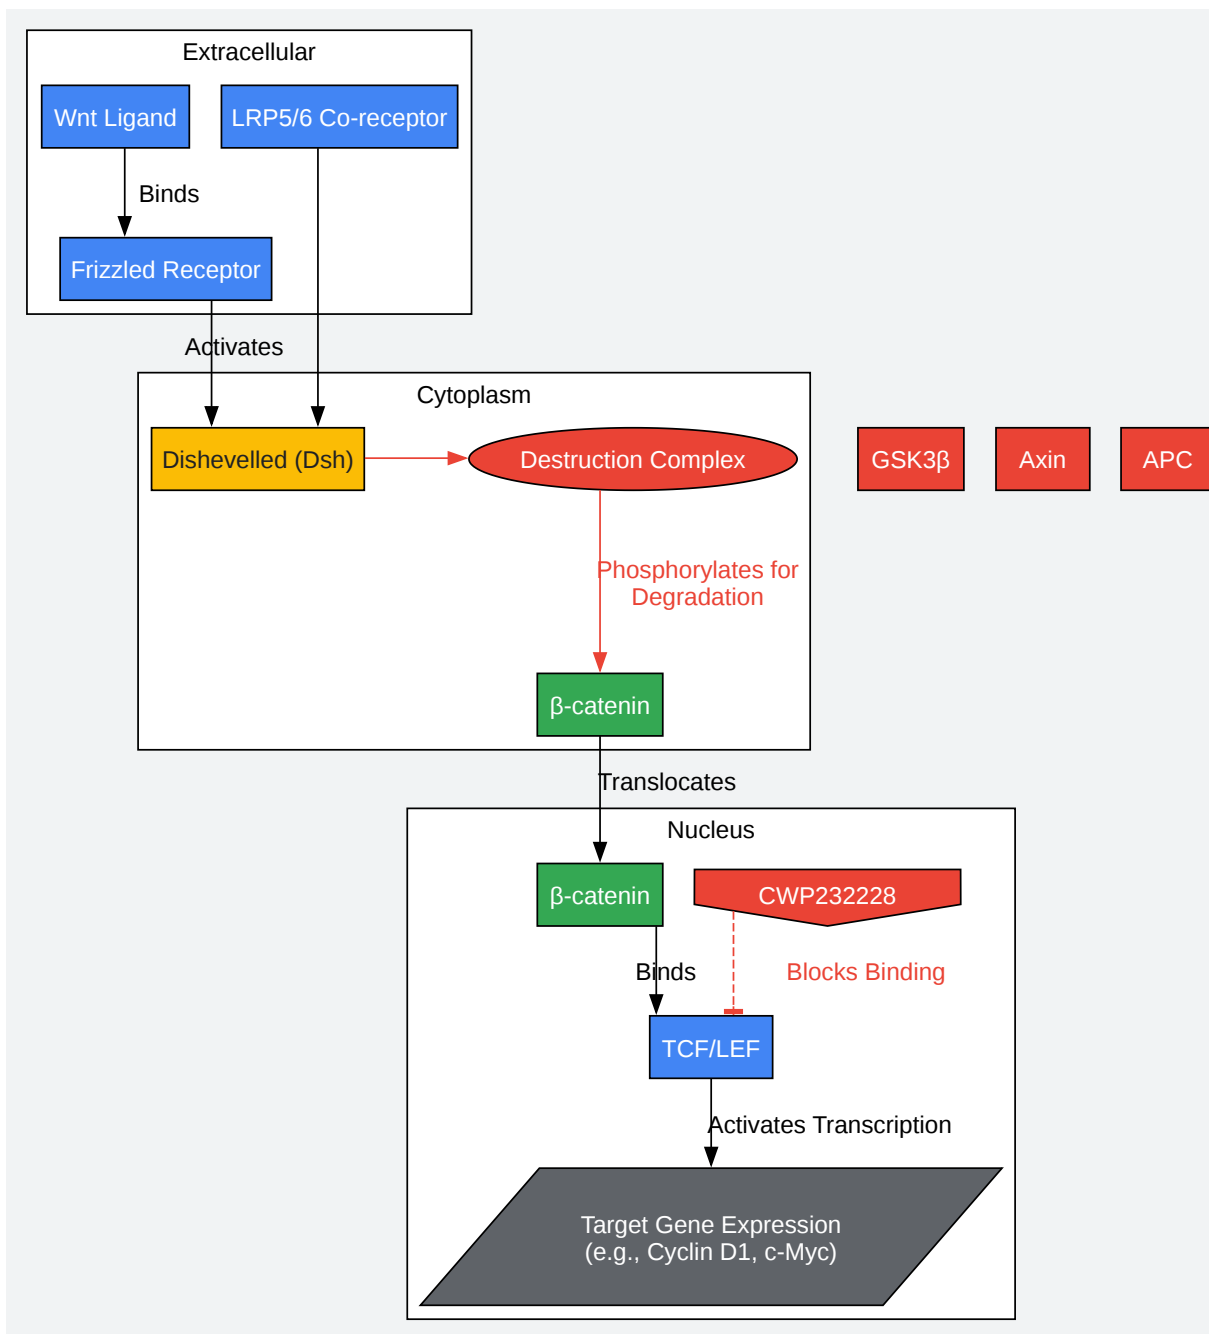 Extracellular
Wnt Ligand
LRP5/6 Co-receptor
Binds
Frizzled Receptor
Activates
Cytoplasm
Dishevelled (Dsh)
Destruction Complex
GSK3β
Axin
APC
Phosphorylates for
Degradation
β-catenin
Translocates
Nucleus
β-catenin
CWP232228
Binds
Blocks Binding
TCF/LEF
Activates Transcription
Target Gene Expression
(e.g., Cyclin D1, c-Myc)